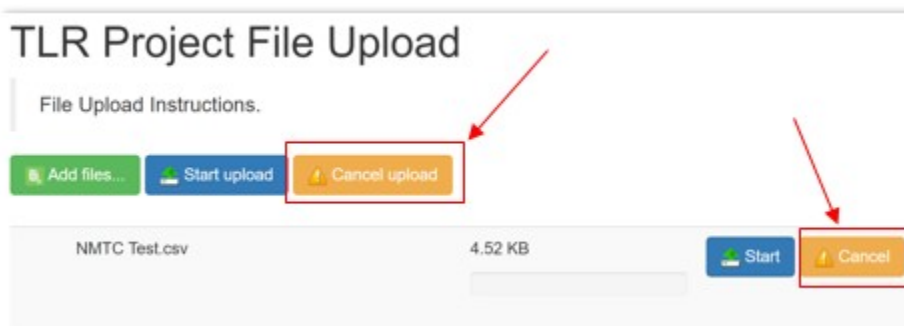 TLR Project File Upload
File Upload Instructions.
Add files... Start upload Cancel upload
NMTC Test.csv 4.52 KB Start Cancel